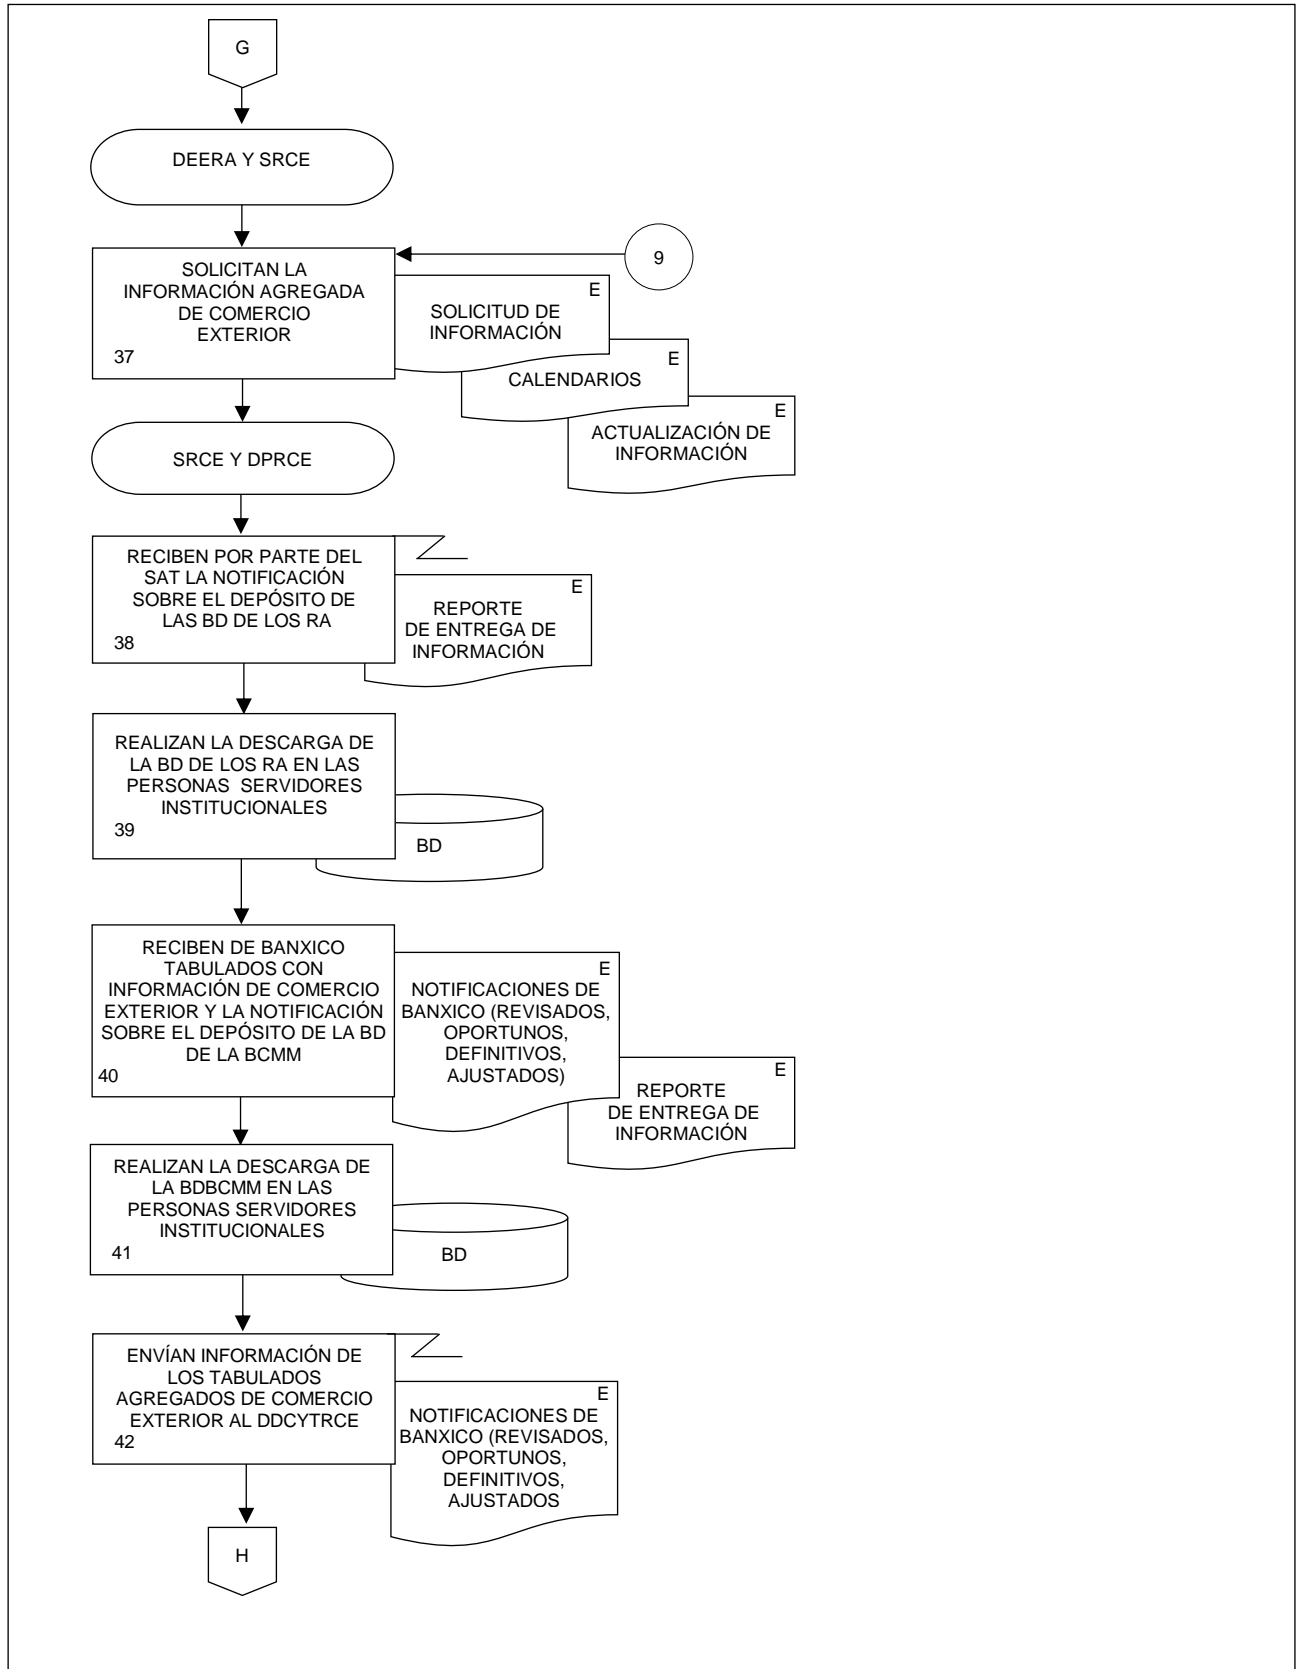 G
DEERA Y SRCE
9
SOLICITAN LA
INFORMACIÓN AGREGADA
DE COMERCIO
EXTERIOR
37
E
SOLICITUD DE
INFORMACIÓN
E
CALENDARIOS
E
ACTUALIZACIÓN DE
INFORMACIÓN
SRCE Y DPRCE
RECIBEN POR PARTE DEL
SAT LA NOTIFICACIÓN
SOBRE EL DEPÓSITO DE
LAS BD DE LOS RA
38
E
REPORTE
DE ENTREGA DE
INFORMACIÓN
REALIZAN LA DESCARGA DE
LA BD DE LOS RA EN LAS
PERSONAS SERVIDORES
INSTITUCIONALES
39
BD
RECIBEN DE BANXICO
TABULADOS CON
INFORMACIÓN DE COMERCIO
EXTERIOR Y LA NOTIFICACIÓN
SOBRE EL DEPÓSITO DE LA BD
DE LA BCMM
40
E
NOTIFICACIONES DE
BANXICO (REVISADOS,
OPORTUNOS,
DEFINITIVOS,
AJUSTADOS)
E
REPORTE
DE ENTREGA DE
INFORMACIÓN
REALIZAN LA DESCARGA DE
LA BDBCMM EN LAS
PERSONAS SERVIDORES
INSTITUCIONALES
41
BD
ENVÍAN INFORMACIÓN DE
LOS TABULADOS
AGREGADOS DE COMERCIO
EXTERIOR AL DDCYTRCE
42
E
NOTIFICACIONES DE
BANXICO (REVISADOS,
OPORTUNOS,
DEFINITIVOS,
AJUSTADOS
H